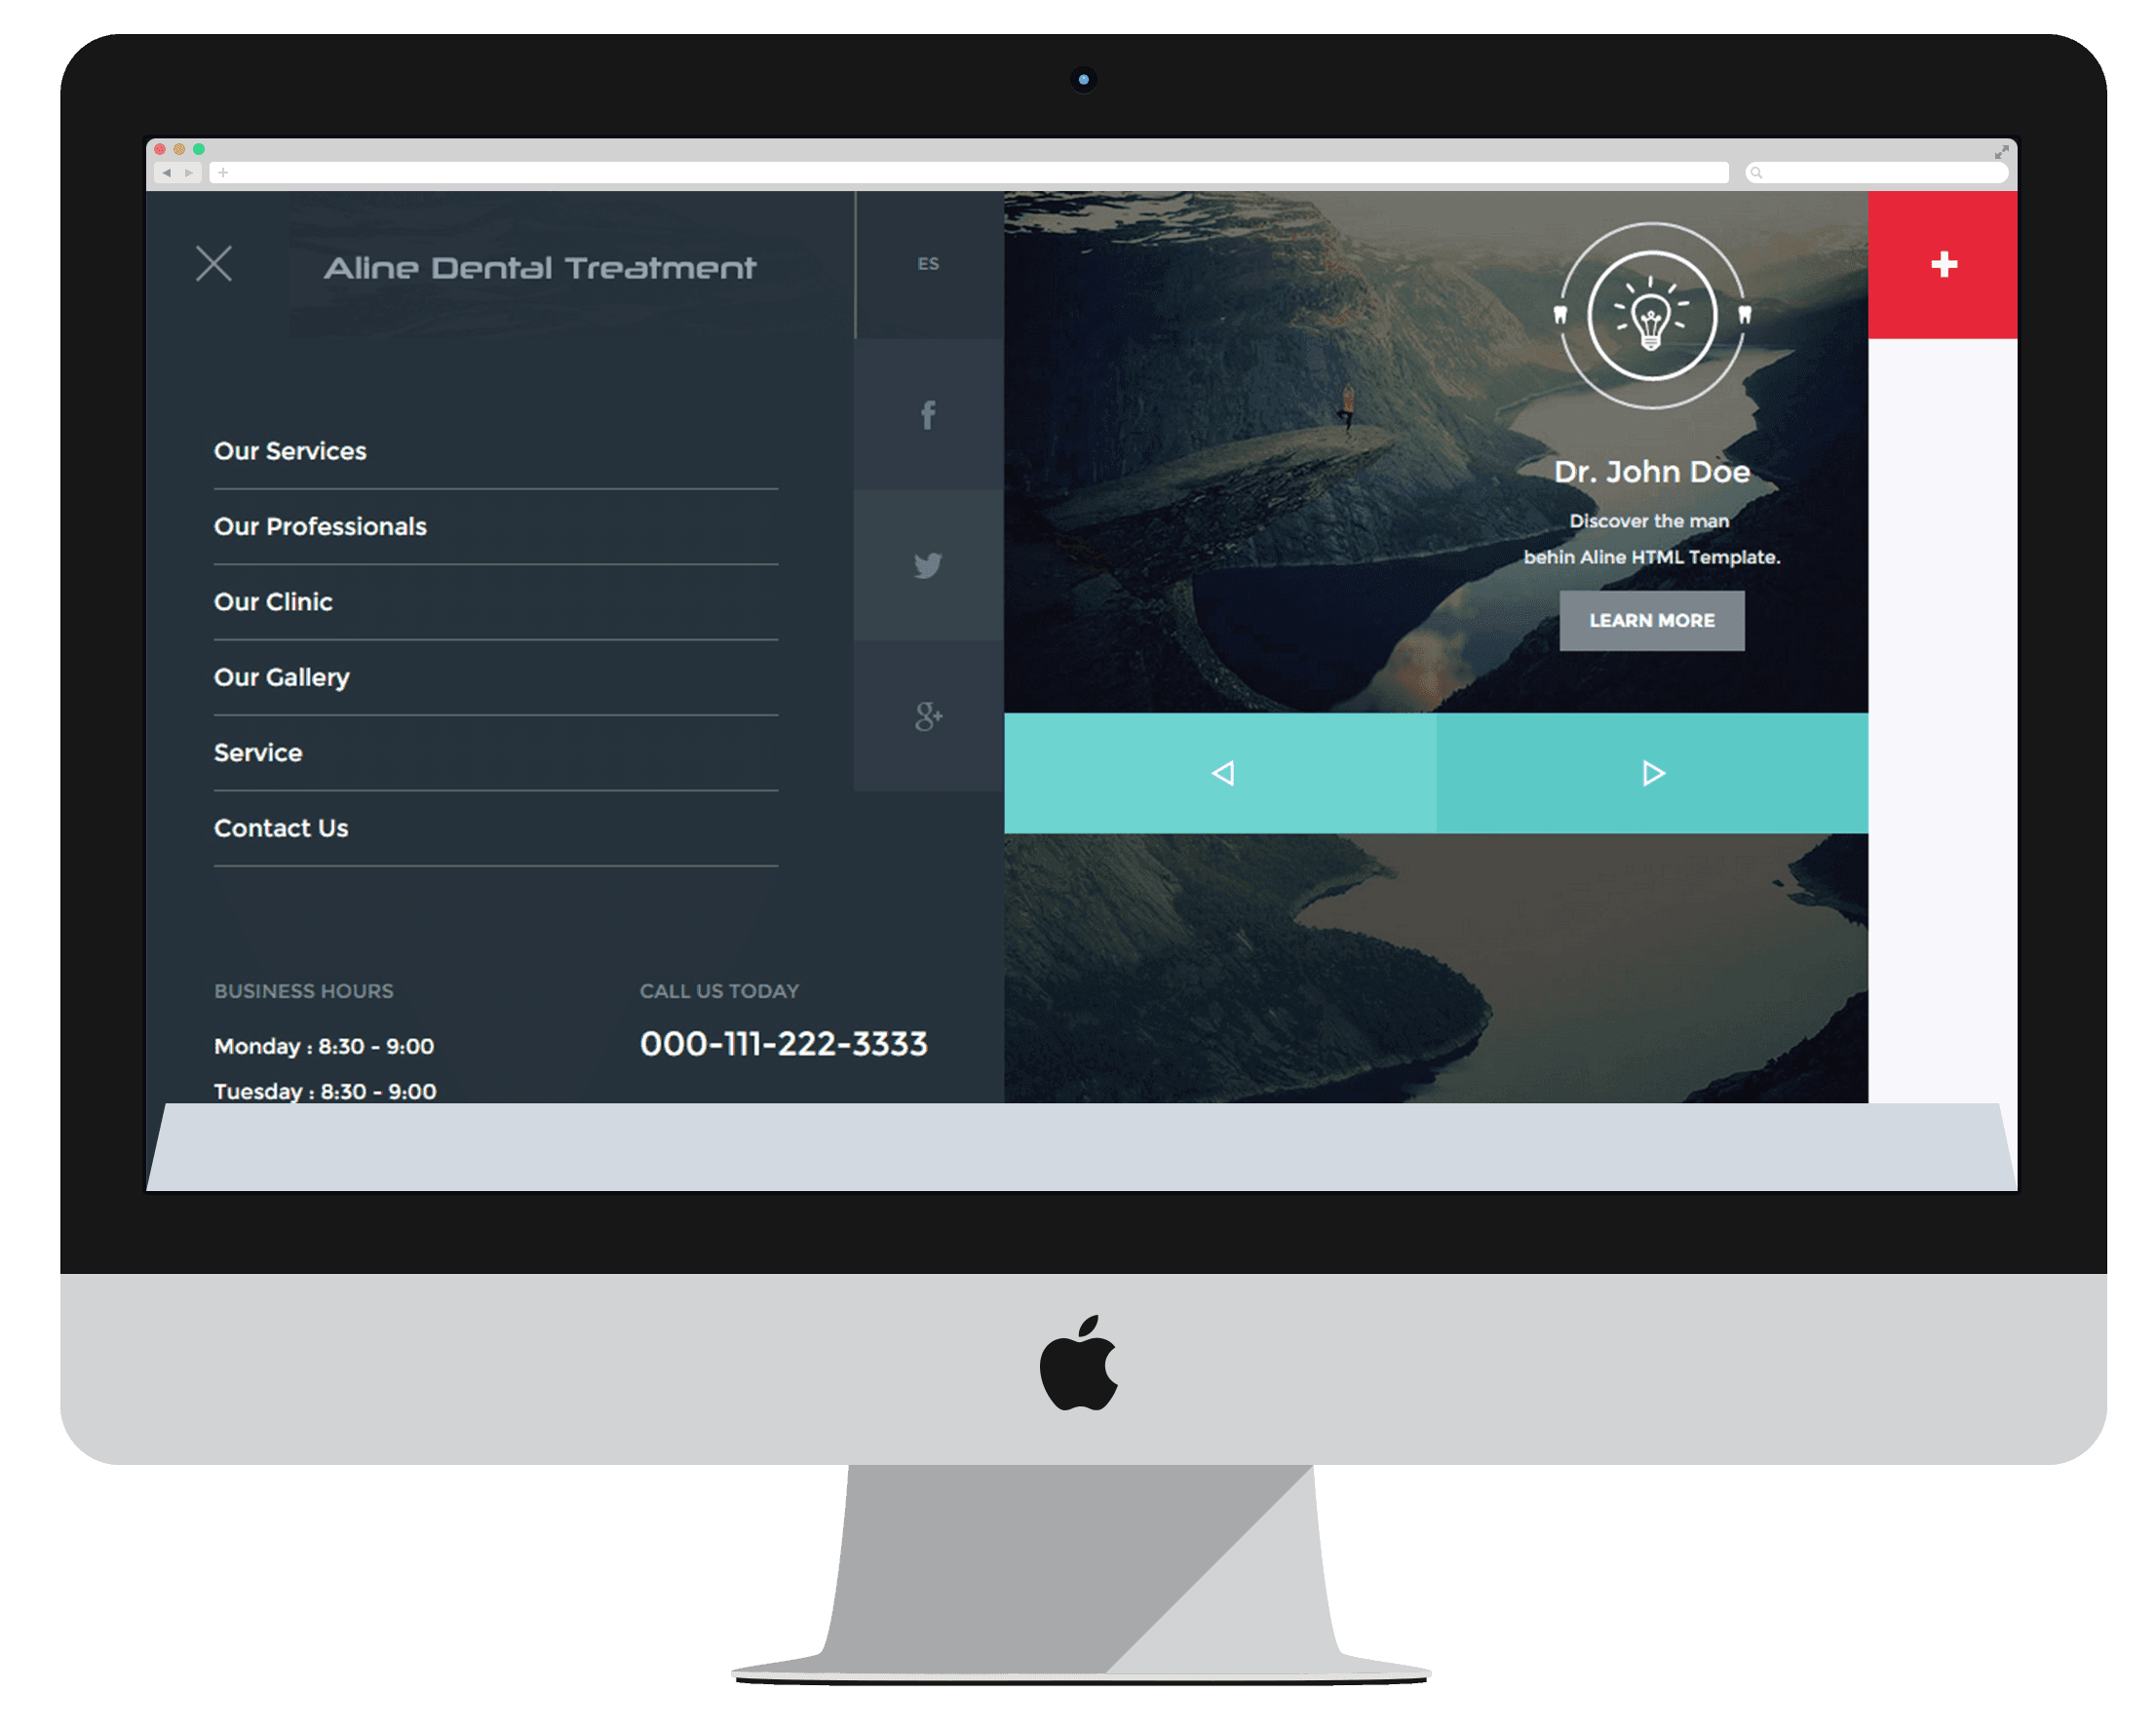 Aline Dental Treatment
ES
Our Services
Our Professionals
Our Clinic
Our Gallery
Service
Contact Us
BUSINESS HOURS
Monday : 8:30 - 9:00
Tuesday : 8:30 - 9:00
CALL US TODAY
000-111-222-3333
Dr. John Doe
Discover the man
behin Aline HTML Template.
LEARN MORE